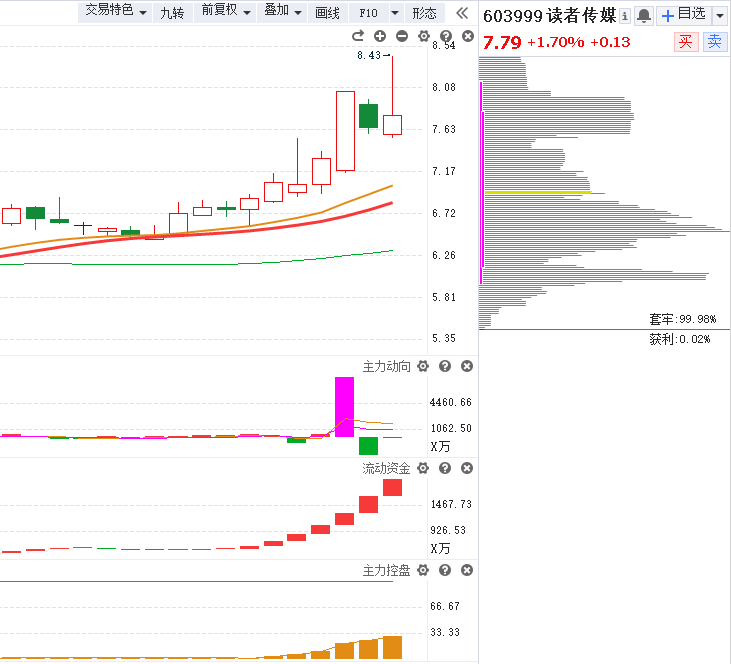 交易特色 九转 前复权 叠加 画线 F10 形态
603999 读者传媒 自选
7.79 +1.70% +0.13 买 卖
8.54
8.43
8.08
7.63
7.17
6.72
6.26
5.81
5.35
套牢:99.98%
获利:0.02%
主力动向
4460.66
1062.50
X万
流动资金
1467.73
926.53
X万
主力控盘
66.67
33.33